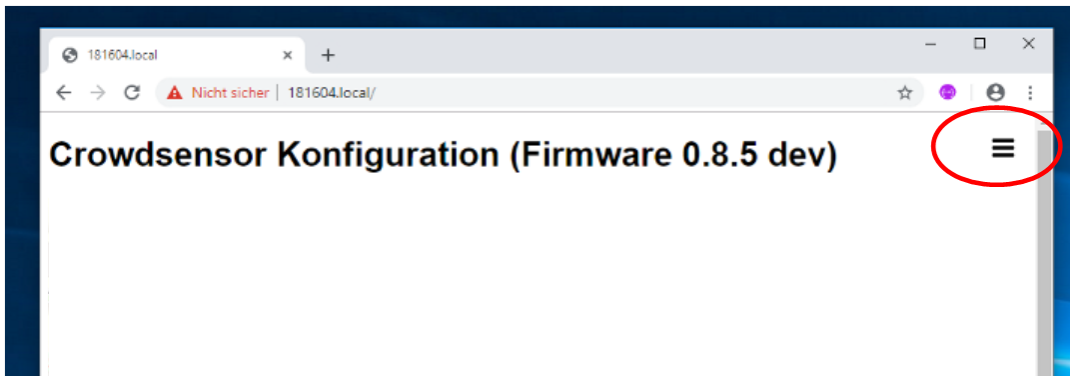 181604.local
Nicht sicher | 181604.local/
Crowdsensor Konfiguration (Firmware 0.8.5 dev)